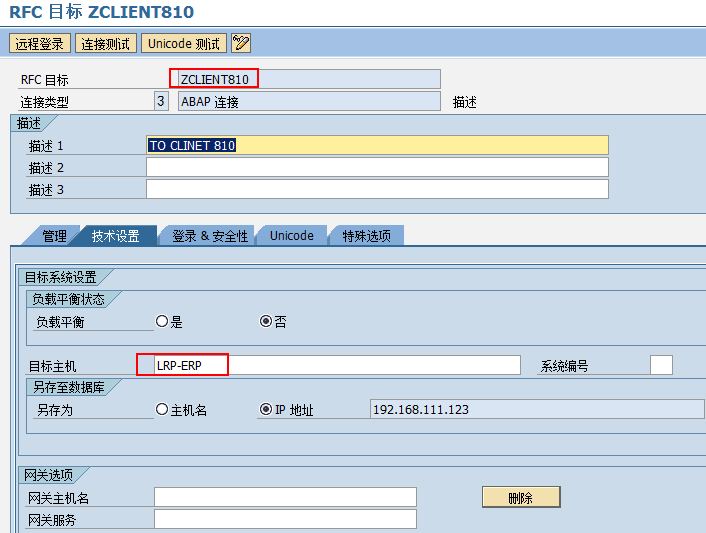 RFC 目标 ZCLIENT810
远程登录 连接测试 Unicode 测试
RFC 目标 ZCLIENT810
连接类型 3 ABAP 连接 描述
描述
描述 1 TO CLINET 810
描述 2
描述 3
管理 技术设置 登录 & 安全性 Unicode 特殊选项
目标系统设置
负载平衡状态
负载平衡 是 否
目标主机 LRP-ERP 系统编号
另存至数据库
另存为 主机名 IP 地址 192.168.111.123
网关选项
网关主机名 删除
网关服务